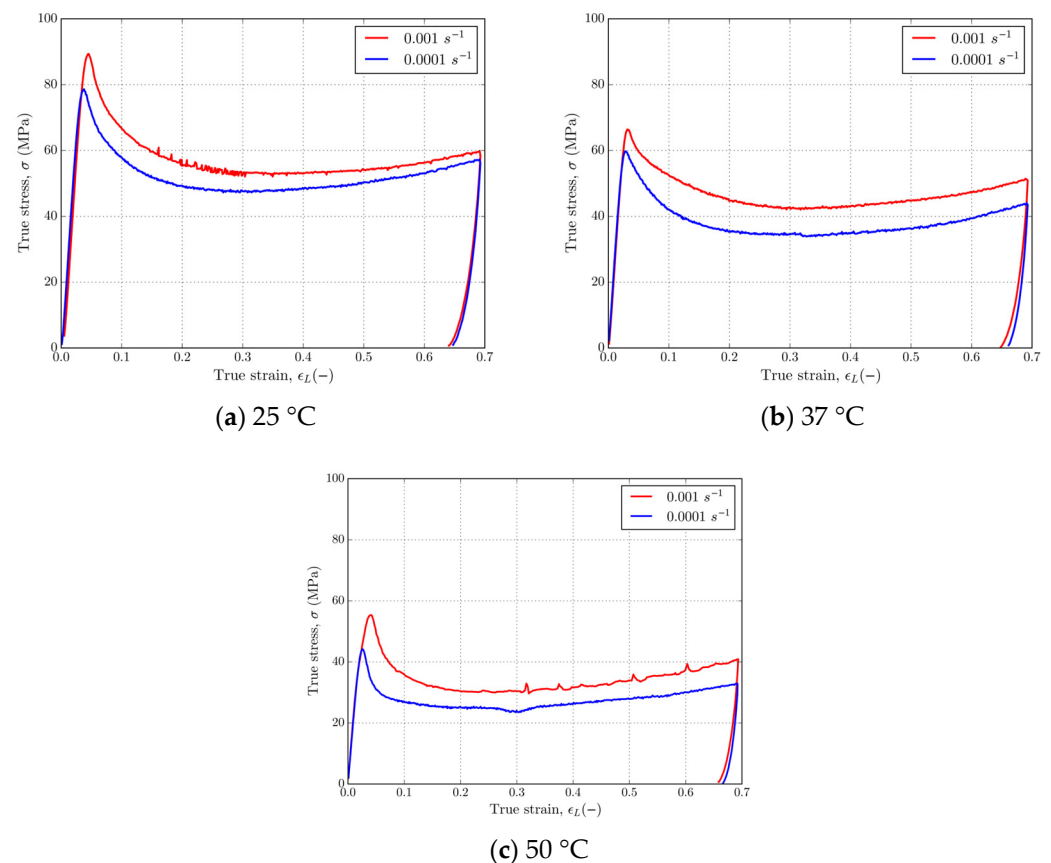 100
80
60
40
20
0
True stress, σ (MPa)
0.001 s⁻¹
0.0001 s⁻¹
0.0 0.1 0.2 0.3 0.4 0.5 0.6 0.7
True strain, ϵ_L(−)
(a) 25 °C
100
80
60
40
20
0
True stress, σ (MPa)
0.001 s⁻¹
0.0001 s⁻¹
0.0 0.1 0.2 0.3 0.4 0.5 0.6 0.7
True strain, ϵ_L(−)
(b) 37 °C
100
80
60
40
20
0
True stress, σ (MPa)
0.001 s⁻¹
0.0001 s⁻¹
0.0 0.1 0.2 0.3 0.4 0.5 0.6 0.7
True strain, ϵ_L(−)
(c) 50 °C